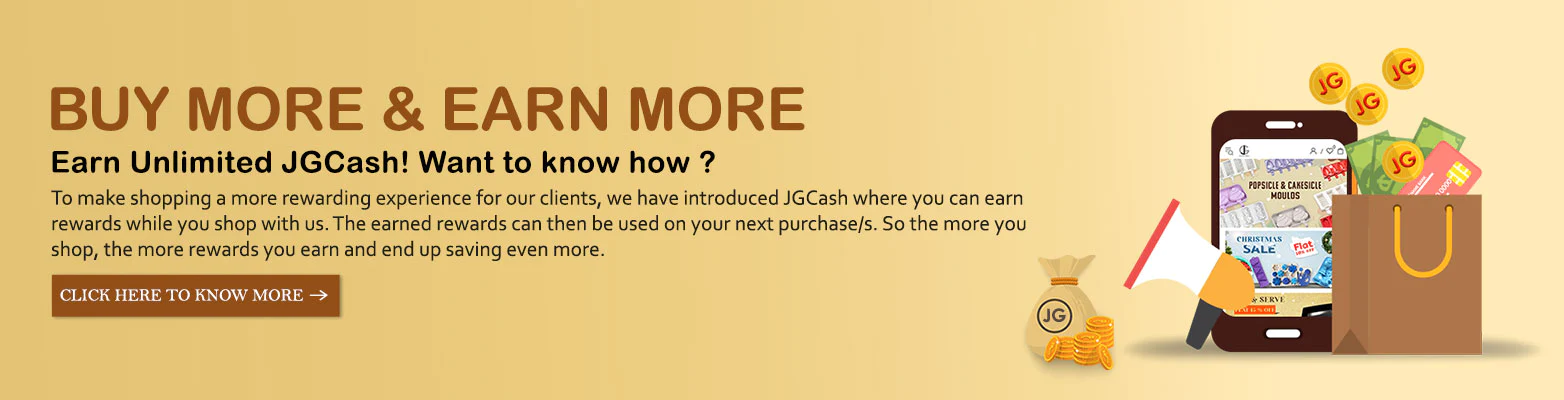 BUY MORE & EARN MORE
Earn Unlimited JGCash! Want to know how ?
To make shopping a more rewarding experience for our clients, we have introduced JGCash where you can earn
rewards while you shop with us. The earned rewards can then be used on your next purchase/s. So the more you
shop, the more rewards you earn and end up saving even more.
CLICK HERE TO KNOW MORE →
JG
JG
JG
JG
POPSICLE & CAKESICLE
MOULDS
CHRISTMAS
SALE
Flat
& SERVE
JG